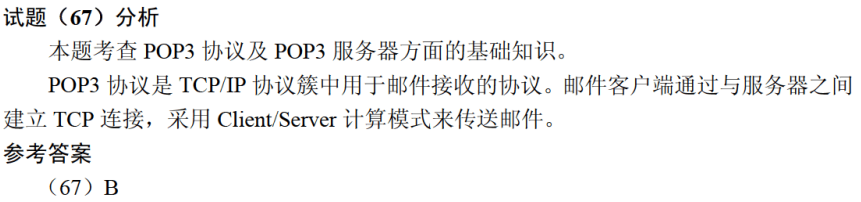 试题（67）分析
本题考查 POP3 协议及 POP3 服务器方面的基础知识。
POP3 协议是 TCP/IP 协议簇中用于邮件接收的协议。邮件客户端通过与服务器之间
建立 TCP 连接，采用 Client/Server 计算模式来传送邮件。
参考答案
（67）B